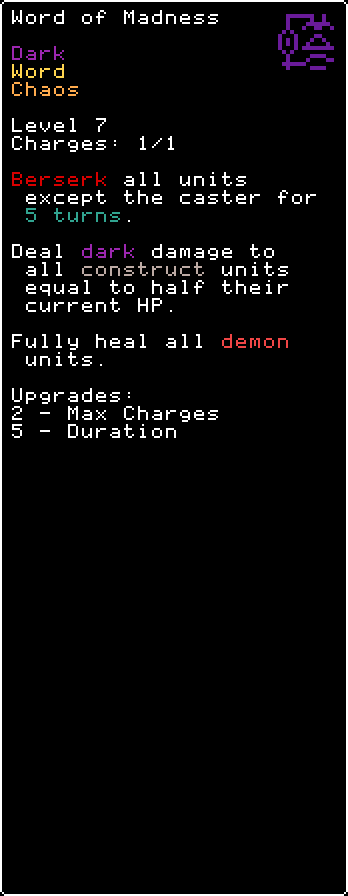 Word of Madness
Dark
Word
Chaos
Level 7
Charges: 1/1
Berserk all units
except the caster for
5 turns.
Deal dark damage to
all construct units
equal to half their
current HP.
Fully heal all demon
units.
Upgrades:
2 - Max Charges
5 - Duration